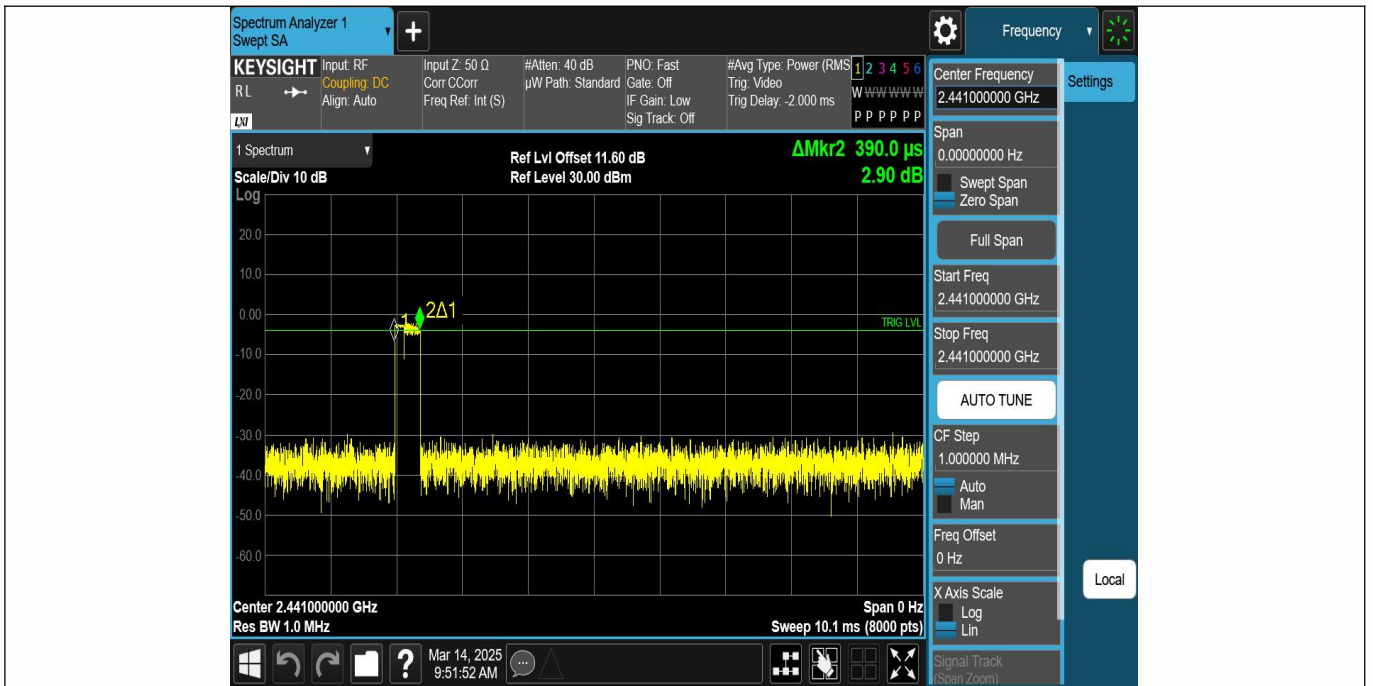 Spectrum Analyzer 1
Swept SA
+
Frequency
KEYSIGHT
RL
LXI
Input: RF
Coupling: DC
Align: Auto
Input Z: 50 Ω
Corr CCorr
Freq Ref: Int (S)
#Atten: 40 dB
µW Path: Standard
PNO: Fast
Gate: Off
IF Gain: Low
Sig Track: Off
#Avg Type: Power (RMS
Trig: Video
Trig Delay: -2.000 ms
1 2 3 4 5 6
W W W W W W
P P P P P P
1 Spectrum
Scale/Div 10 dB
Log
Ref Lvl Offset 11.60 dB
Ref Level 30.00 dBm
ΔMkr2 390.0 µs
2.90 dB
20.0
10.0
0.00
-10.0
-20.0
-30.0
-40.0
-50.0
-60.0
1
2Δ1
TRIG LVL
Center 2.441000000 GHz
Res BW 1.0 MHz
Span 0 Hz
Sweep 10.1 ms (8000 pts)
Center Frequency
2.441000000 GHz
Settings
Span
0.00000000 Hz
Swept Span
Zero Span
Full Span
Start Freq
2.441000000 GHz
Stop Freq
2.441000000 GHz
AUTO TUNE
CF Step
1.000000 MHz
Auto
Man
Freq Offset
0 Hz
X Axis Scale
Log
Lin
Signal Track
(Span Zoom)
Local
?
Mar 14, 2025
9:51:52 AM